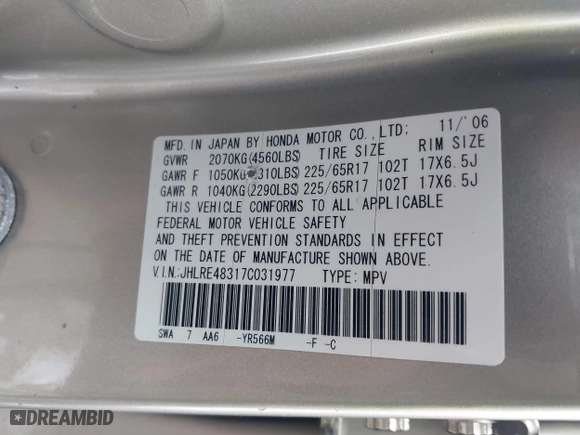 MFD. IN JAPAN BY HONDA MOTOR CO., LTD; 11/'06
GVWR 2070KG(4560LBS) TIRE SIZE RIM SIZE
GAWR F 1050KG 310LBS) 225/65R17 102T 17X6.5J
GAWR R 1040KG(2290LBS) 225/65R17 102T 17X6.5J
THIS VEHICLE CONFORMS TO ALL APPLICABLE
FEDERAL MOTOR VEHICLE SAFETY
AND THEFT PREVENTION STANDARDS IN EFFECT
ON THE DATE OF MANUFACTURE SHOWN ABOVE.
V I.N:JHLRE48317C031977 TYPE: MPV
SWA 7 AA6 -YR566M -F -C
DREAMBID